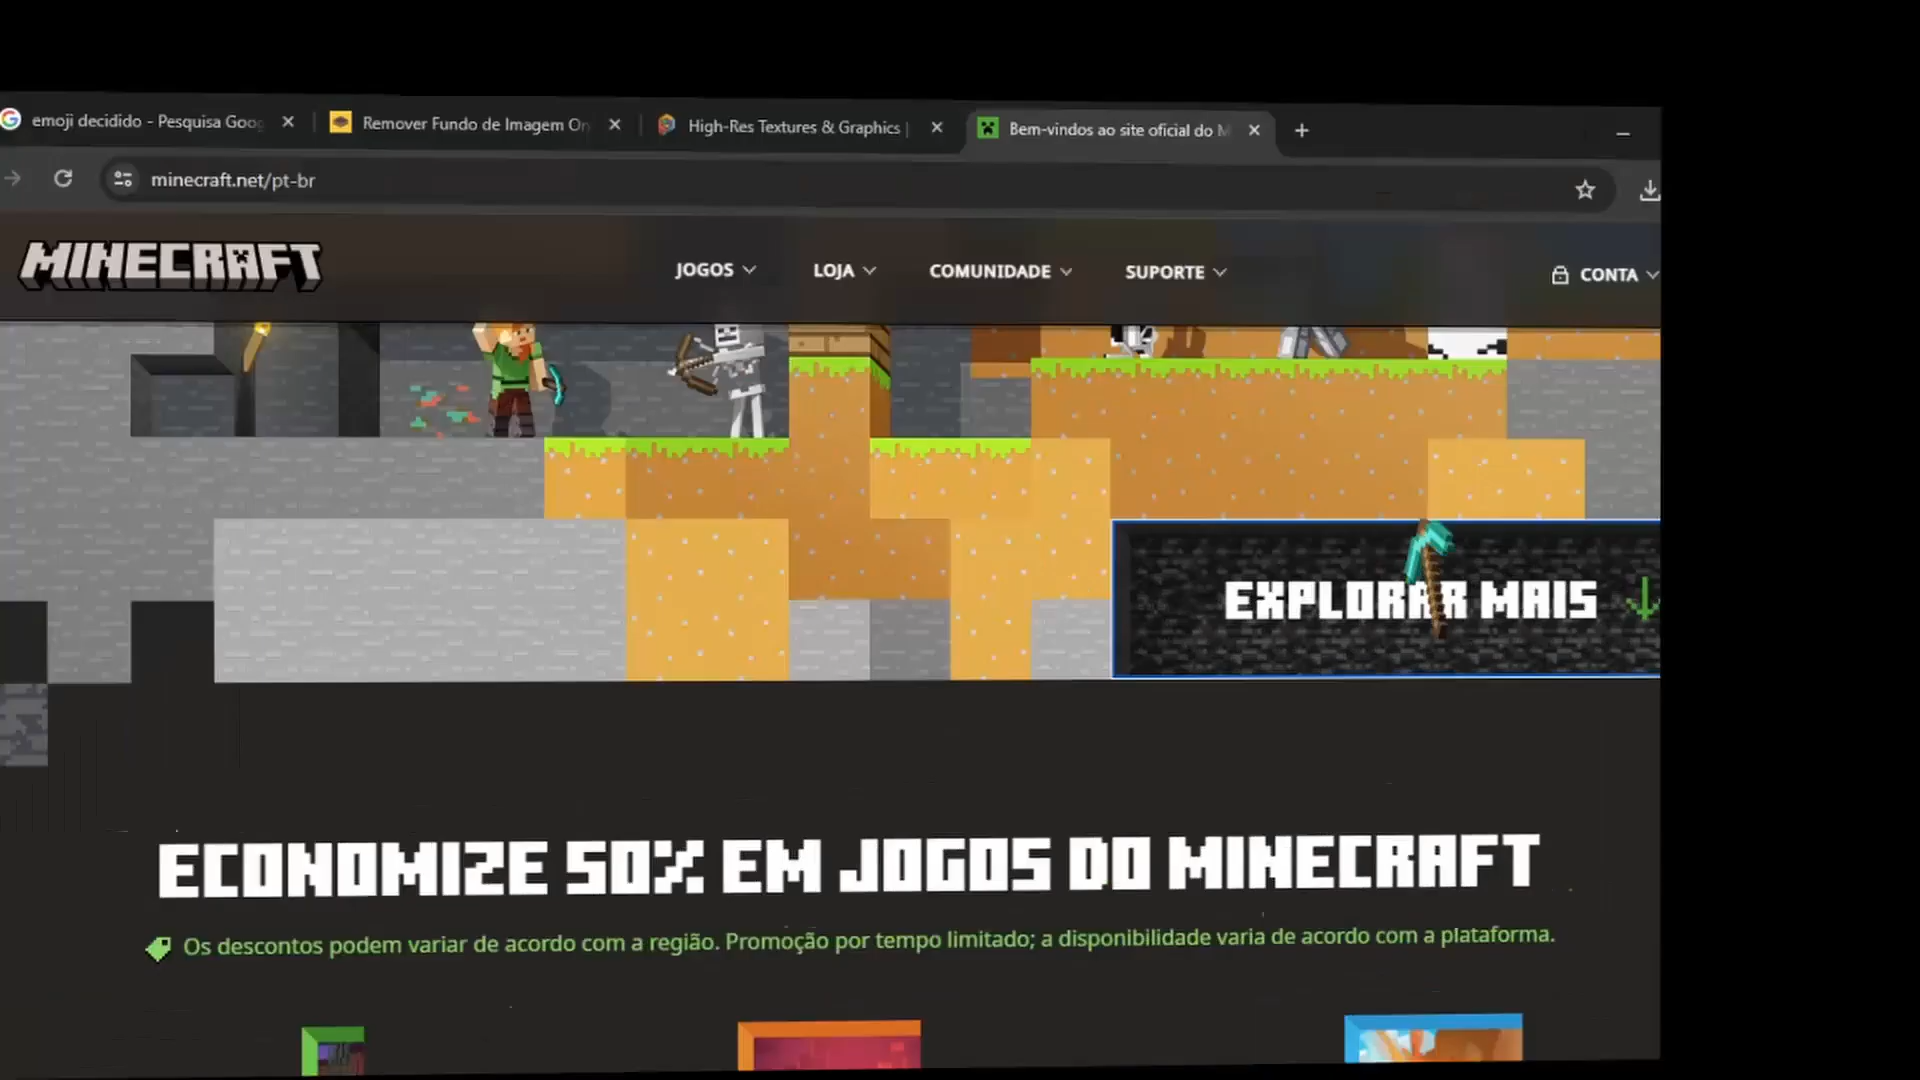 emoji decidido - Pesquisa Goog
Remover Fundo de Imagem On
High-Res Textures & Graphics |
Bem-vindos ao site oficial do M
minecraft.net/pt-br
MINECRAFT
JOGOS
LOJA
COMUNIDADE
SUPORTE
CONTA
EXPLORAR MAIS
ECONOMIZE 50% EM JOGOS DO MINECRAFT
Os descontos podem variar de acordo com a região. Promoção por tempo limitado; a disponibilidade varia de acordo com a plataforma.